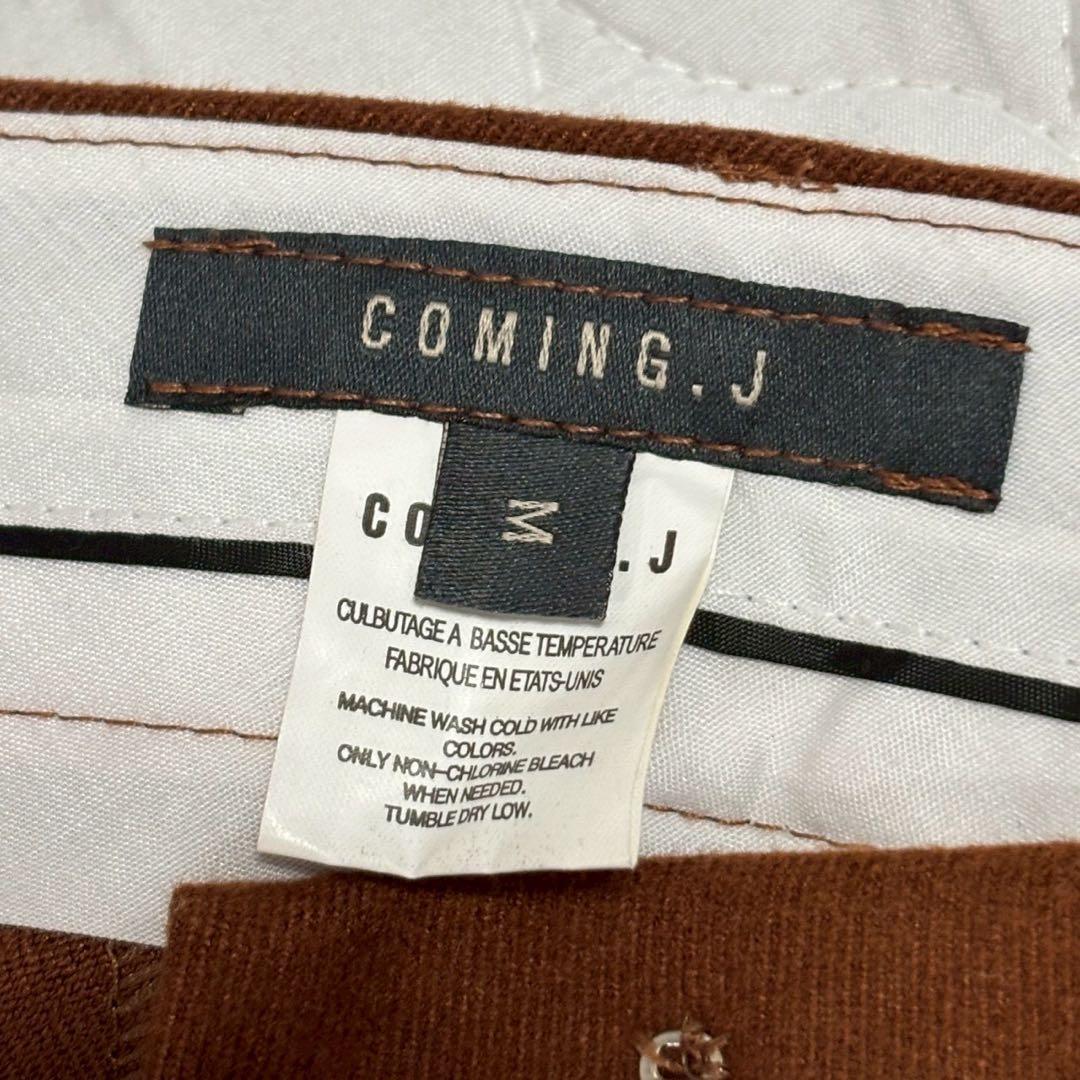 COMING.J
M
CO .J
CULBUTAGE A BASSE TEMPERATURE
FABRIQUE EN ETATS-UNIS
MACHINE WASH COLD WITH LIKE
COLORS.
ONLY NON-CHLORINE BLEACH
WHEN NEEDED.
TUMBLE DRY LOW.